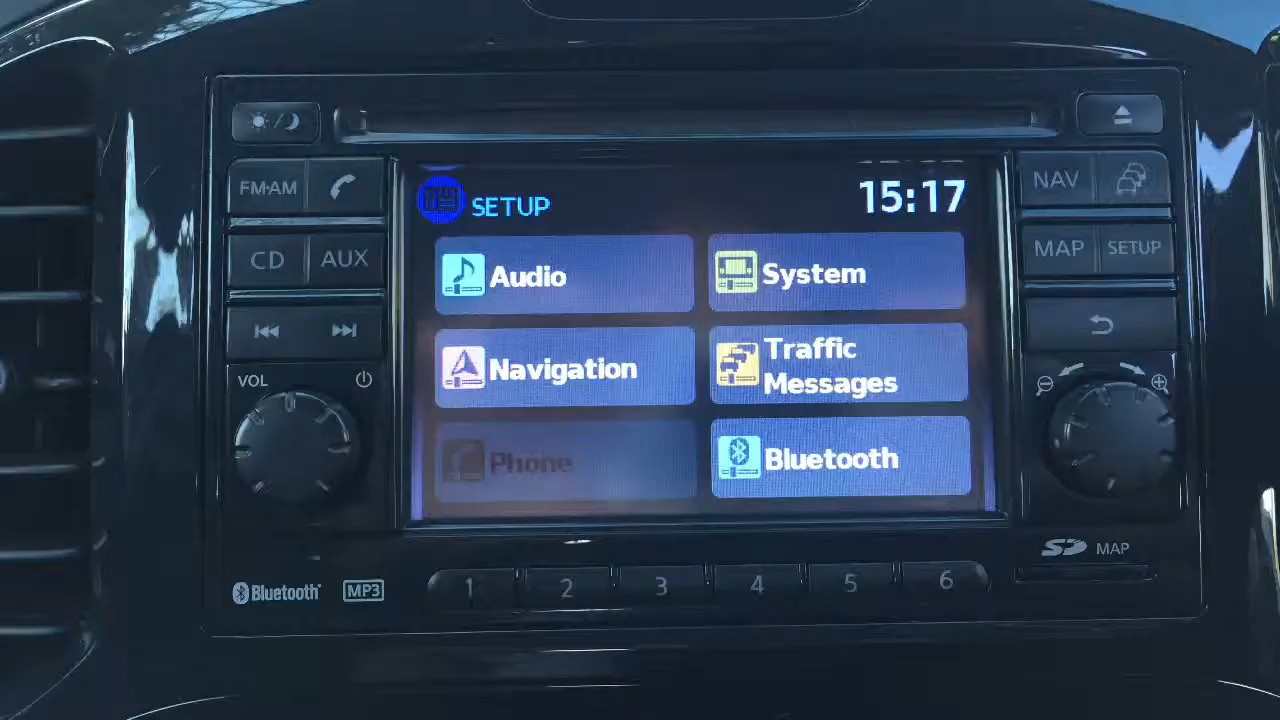 FM·AM
NAV
SETUP
15:17
CD
AUX
MAP
SETUP
Audio
System
Navigation
Traffic
Messages
VOL
Phone
Bluetooth
SD MAP
Bluetooth
MP3
1
2
3
4
5
6